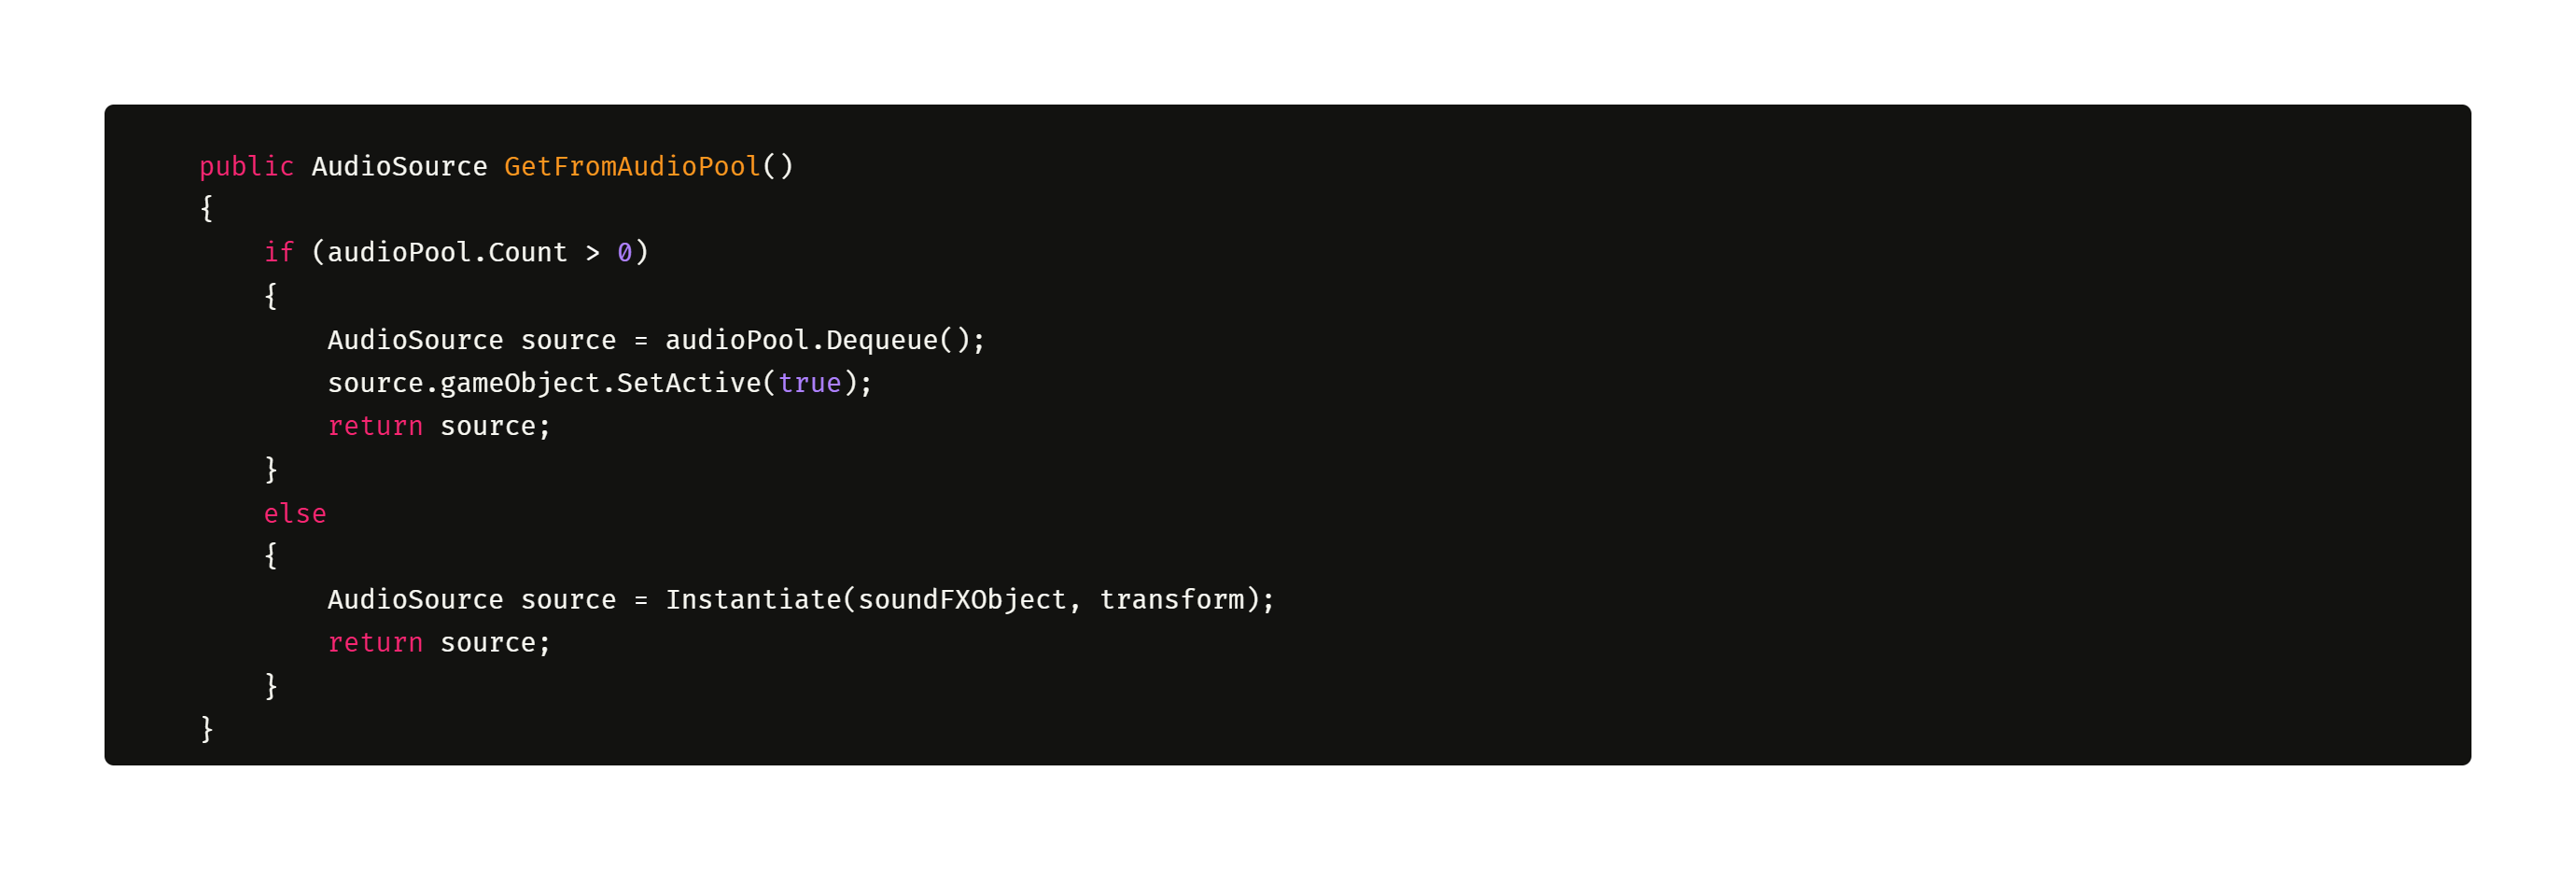 public AudioSource GetFromAudioPool()
{
    if (audioPool.Count > 0)
    {
        AudioSource source = audioPool.Dequeue();
        source.gameObject.SetActive(true);
        return source;
    }
    else
    {
        AudioSource source = Instantiate(soundFXObject, transform);
        return source;
    }
}